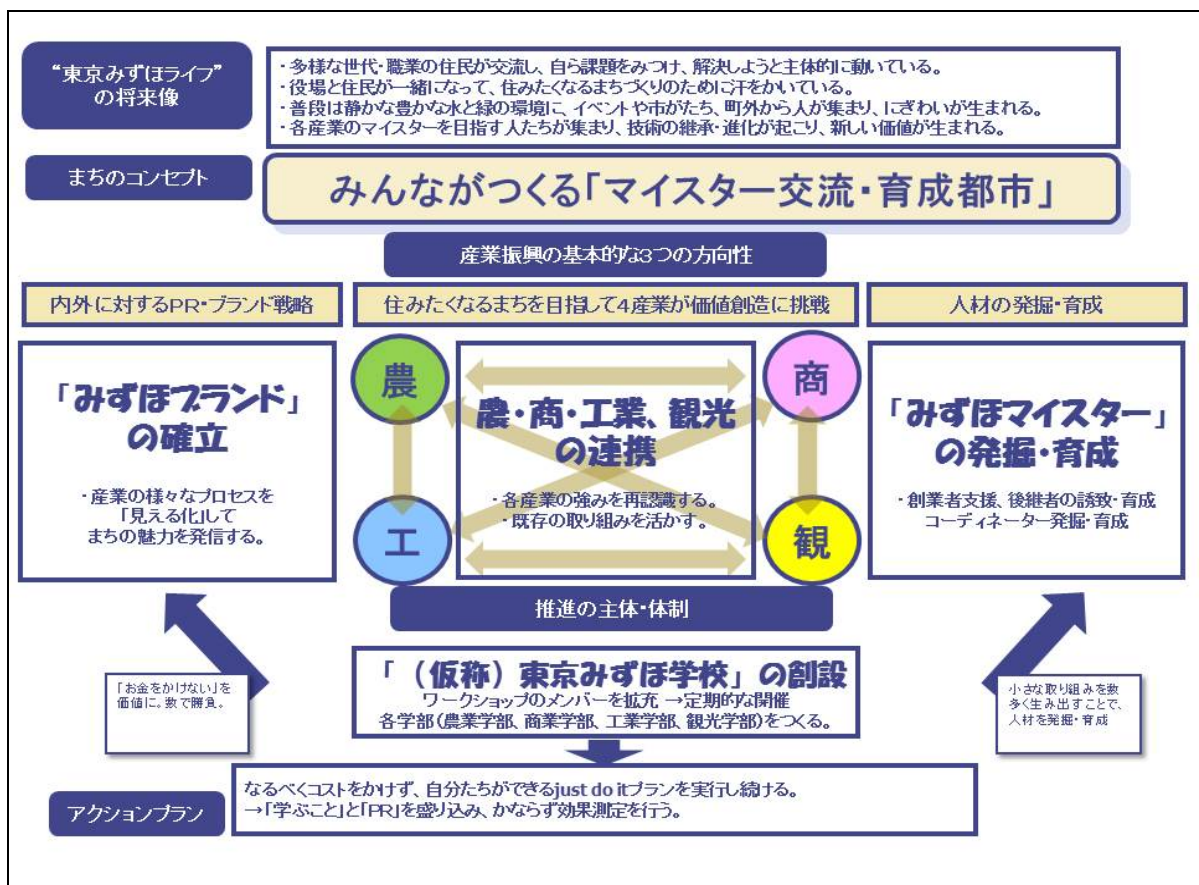 “東京みずほライフ”
の将来像
・多様な世代・職業の住民が交流し、自ら課題をみつけ、解決しようと主体的に動いている。
・役場と住民が一緒になって、住みたくなるまちづくりのために汗をかいている。
・普段は静かな豊かな水と緑の環境に、イベントや市がたち、町外から人が集まり、にぎわいが生まれる。
・各産業のマイスターを目指す人たちが集まり、技術の継承・進化が起こり、新しい価値が生まれる。
まちのコンセプト
みんながつくる「マイスター交流・育成都市」
産業振興の基本的な3つの方向性
内外に対するPR・ブランド戦略
住みたくなるまちを目指して4産業が価値創造に挑戦
人材の発掘・育成
「みずほブランド」
の確立
・産業の様々なプロセスを
「見える化」して
まちの魅力を発信する。
農
商
農・商・工業、観光
の連携
・各産業の強みを再認識する。
・既存の取り組みを活かす。
工
観
「みずほマイスター」
の発掘・育成
・創業者支援、後継者の誘致・育成
コーディネーター発掘・育成
推進の主体・体制
「（仮称）東京みずほ学校」の創設
ワークショップのメンバーを拡充 →定期的な開催
各学部（農業学部、商業学部、工業学部、観光学部）をつくる。
「お金をかけない」を
価値に。数で勝負。
小さな取り組みを数
多く生み出すことで、
人材を発掘・育成
アクションプラン
なるべくコストをかけず、自分たちができるjust do itプランを実行し続ける。
→「学ぶこと」と「PR」を盛り込み、かならず効果測定を行う。